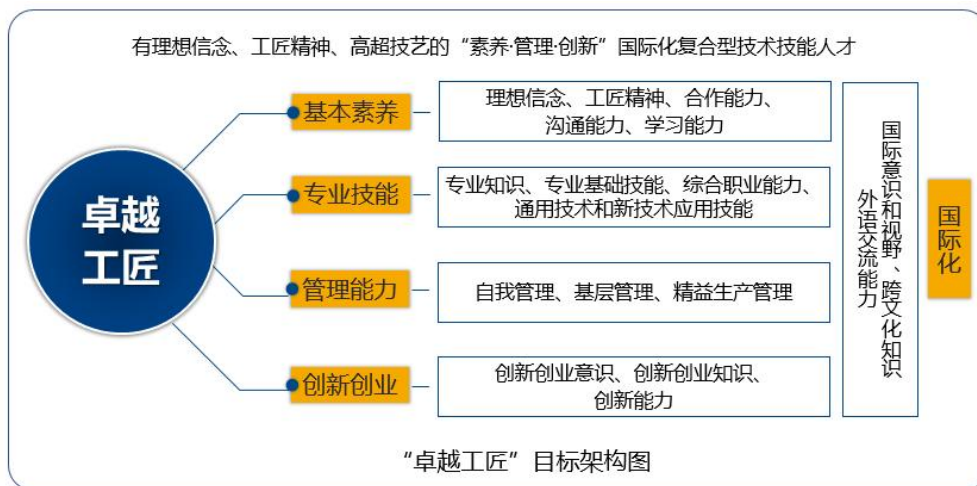 有理想信念、工匠精神、高超技艺的“素养·管理·创新”国际化复合型技术技能人才
卓越
工匠
基本素养
理想信念、工匠精神、合作能力、
沟通能力、学习能力
专业技能
专业知识、专业基础技能、综合职业能力、
通用技术和新技术应用技能
管理能力
自我管理、基层管理、精益生产管理
创新创业
创新创业意识、创新创业知识、
创新能力
国际意识和视野、跨文化知识
外语交流能力
国际化
“卓越工匠”目标架构图